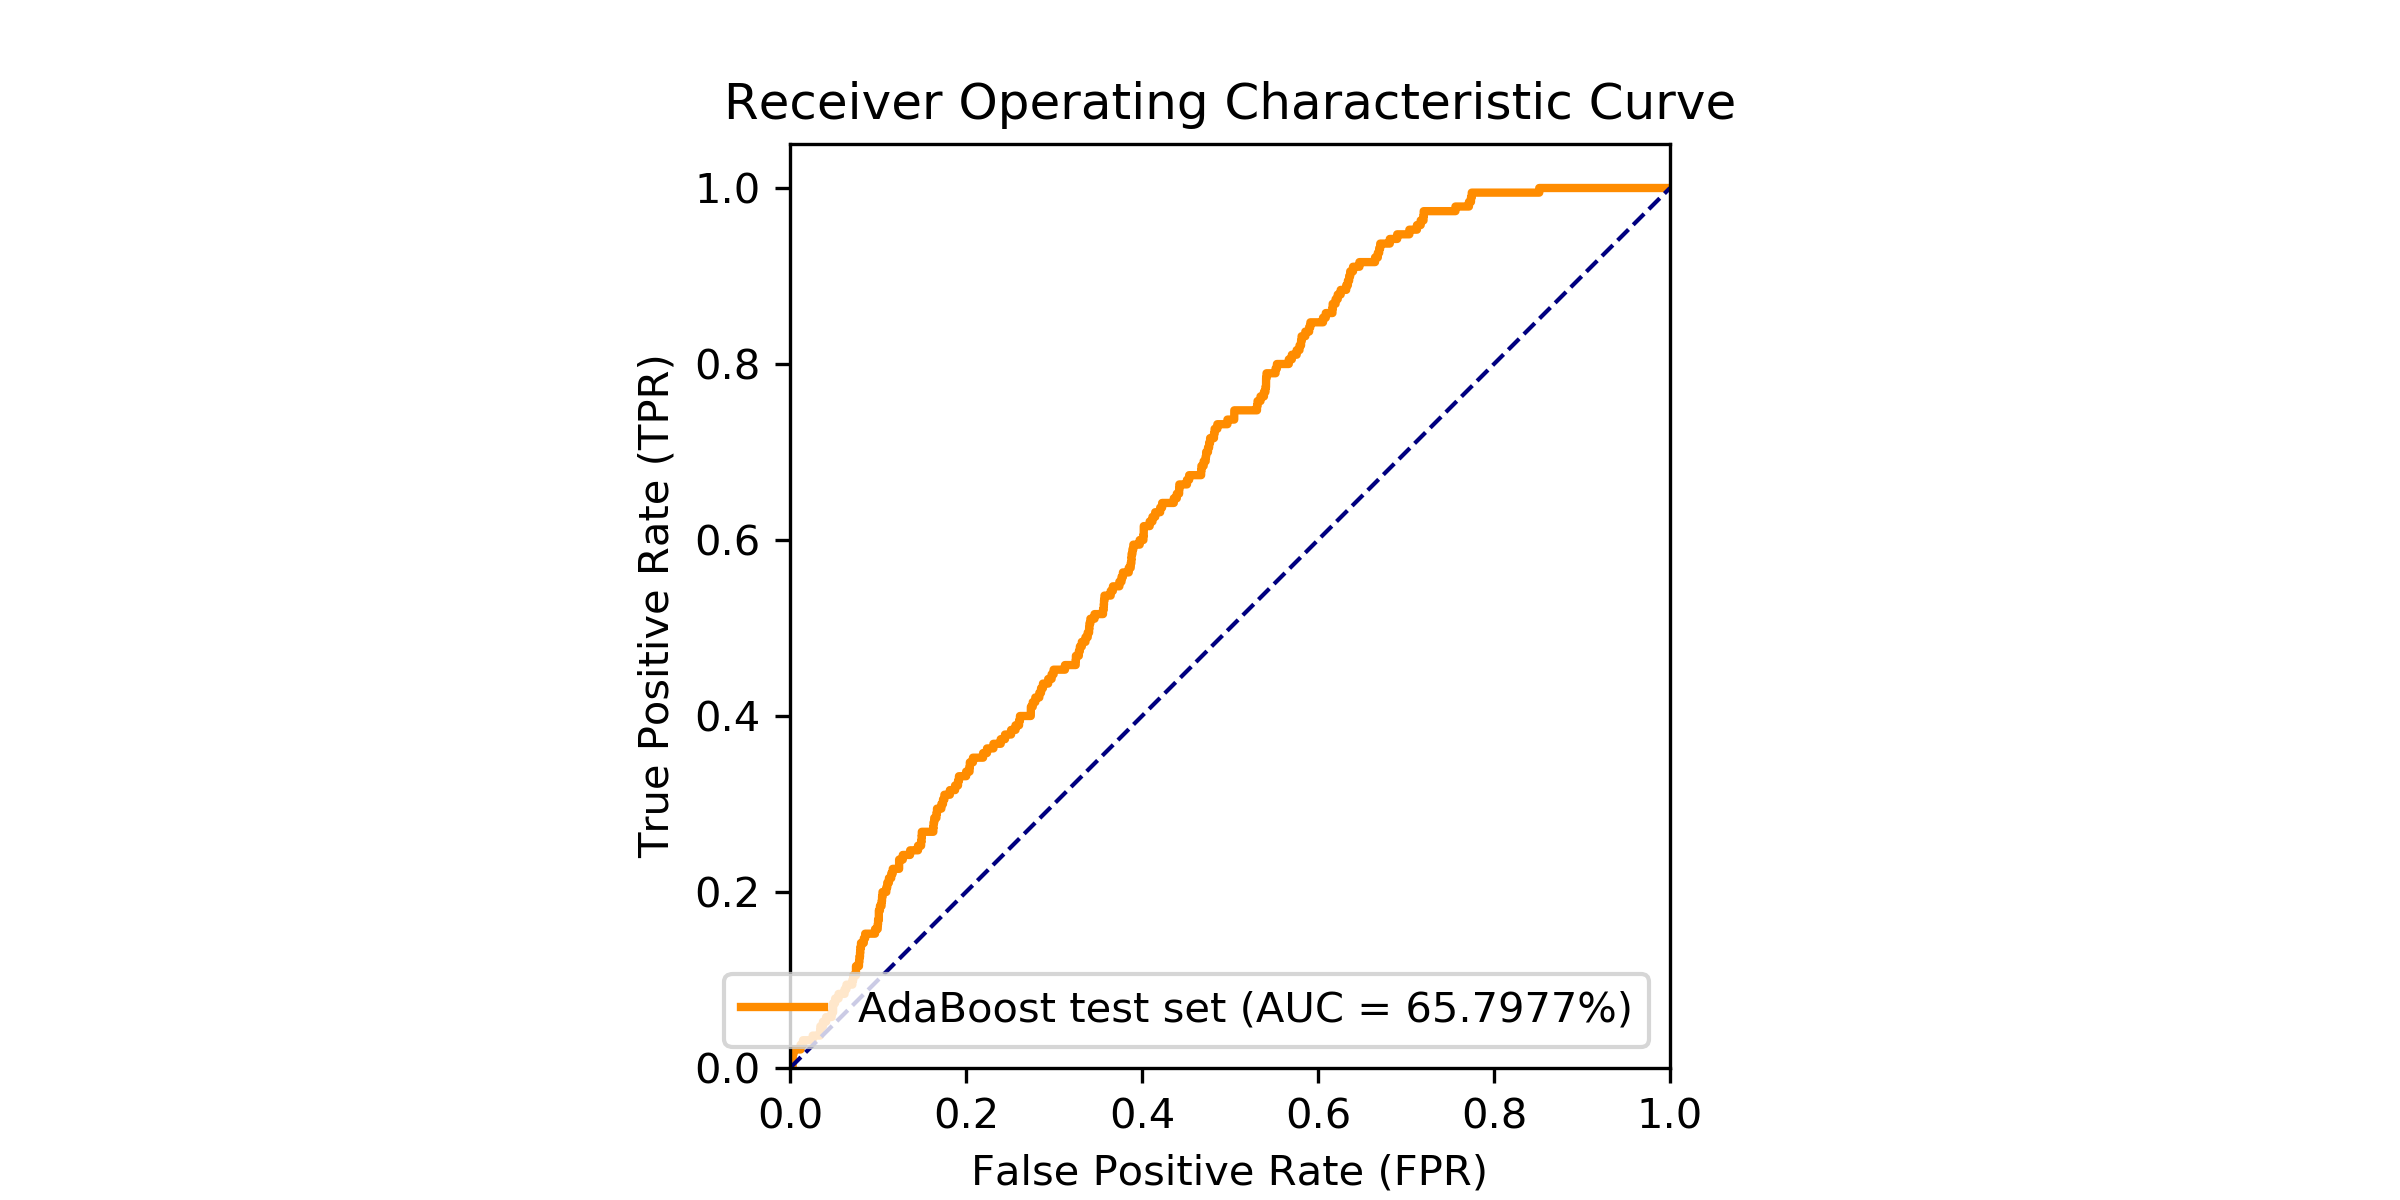 Receiver Operating Characteristic Curve
1.0
0.8
0.6
0.4
0.2
0.0
True Positive Rate (TPR)
AdaBoost test set (AUC = 65.7977%)
0.0 0.2 0.4 0.6 0.8 1.0
False Positive Rate (FPR)